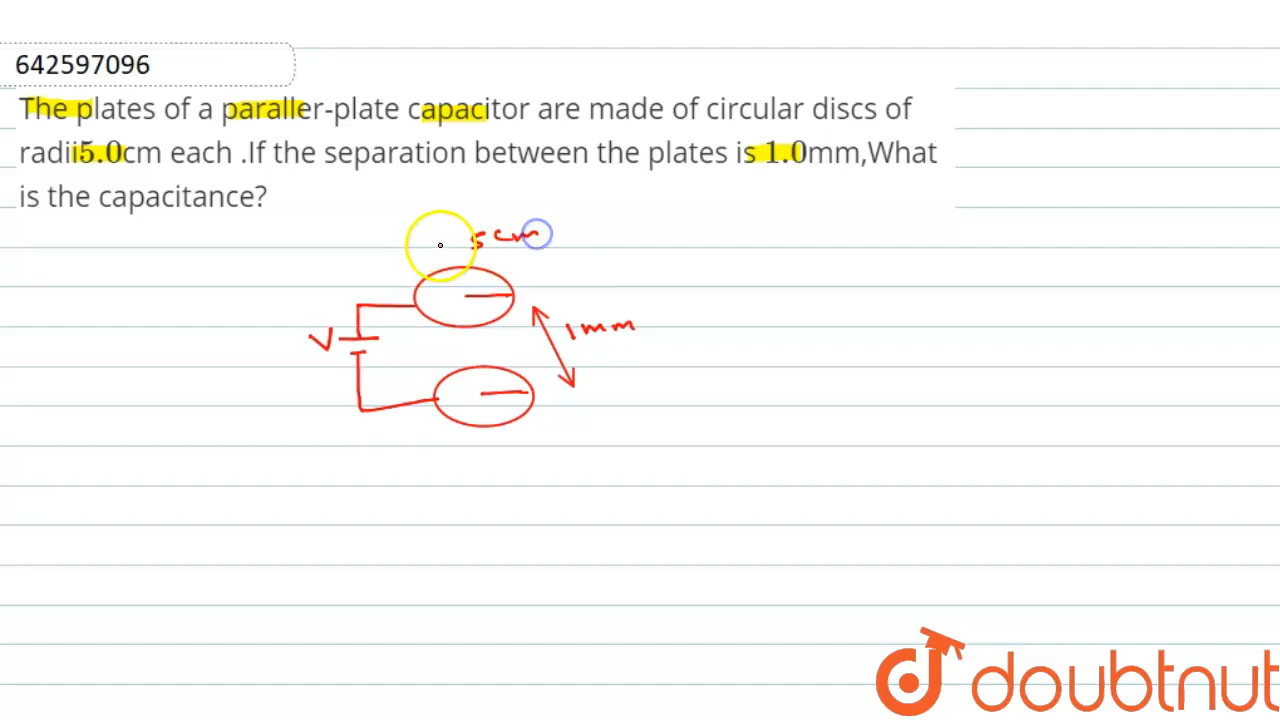 642597096
The plates of a paraller-plate capacitor are made of circular discs of
radii5.0cm each .If the separation between the plates is 1.0mm,What
is the capacitance?
5cm
1mm
V
doubtnut